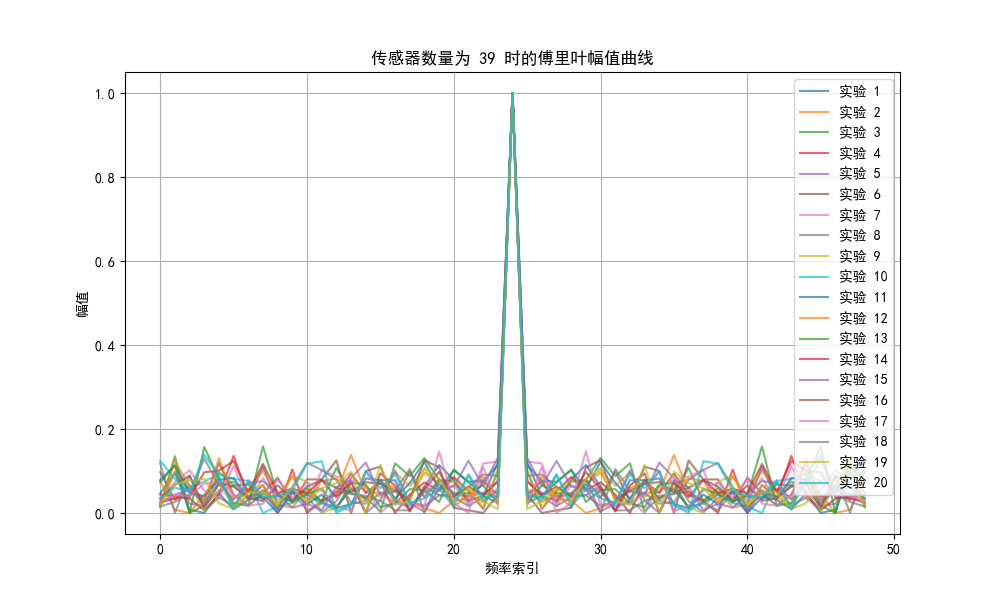 传感器数量为 39 时的傅里叶幅值曲线
幅值
1.0
0.8
0.6
0.4
0.2
0.0
0
10
20
30
40
50
频率索引
实验 1
实验 2
实验 3
实验 4
实验 5
实验 6
实验 7
实验 8
实验 9
实验 10
实验 11
实验 12
实验 13
实验 14
实验 15
实验 16
实验 17
实验 18
实验 19
实验 20